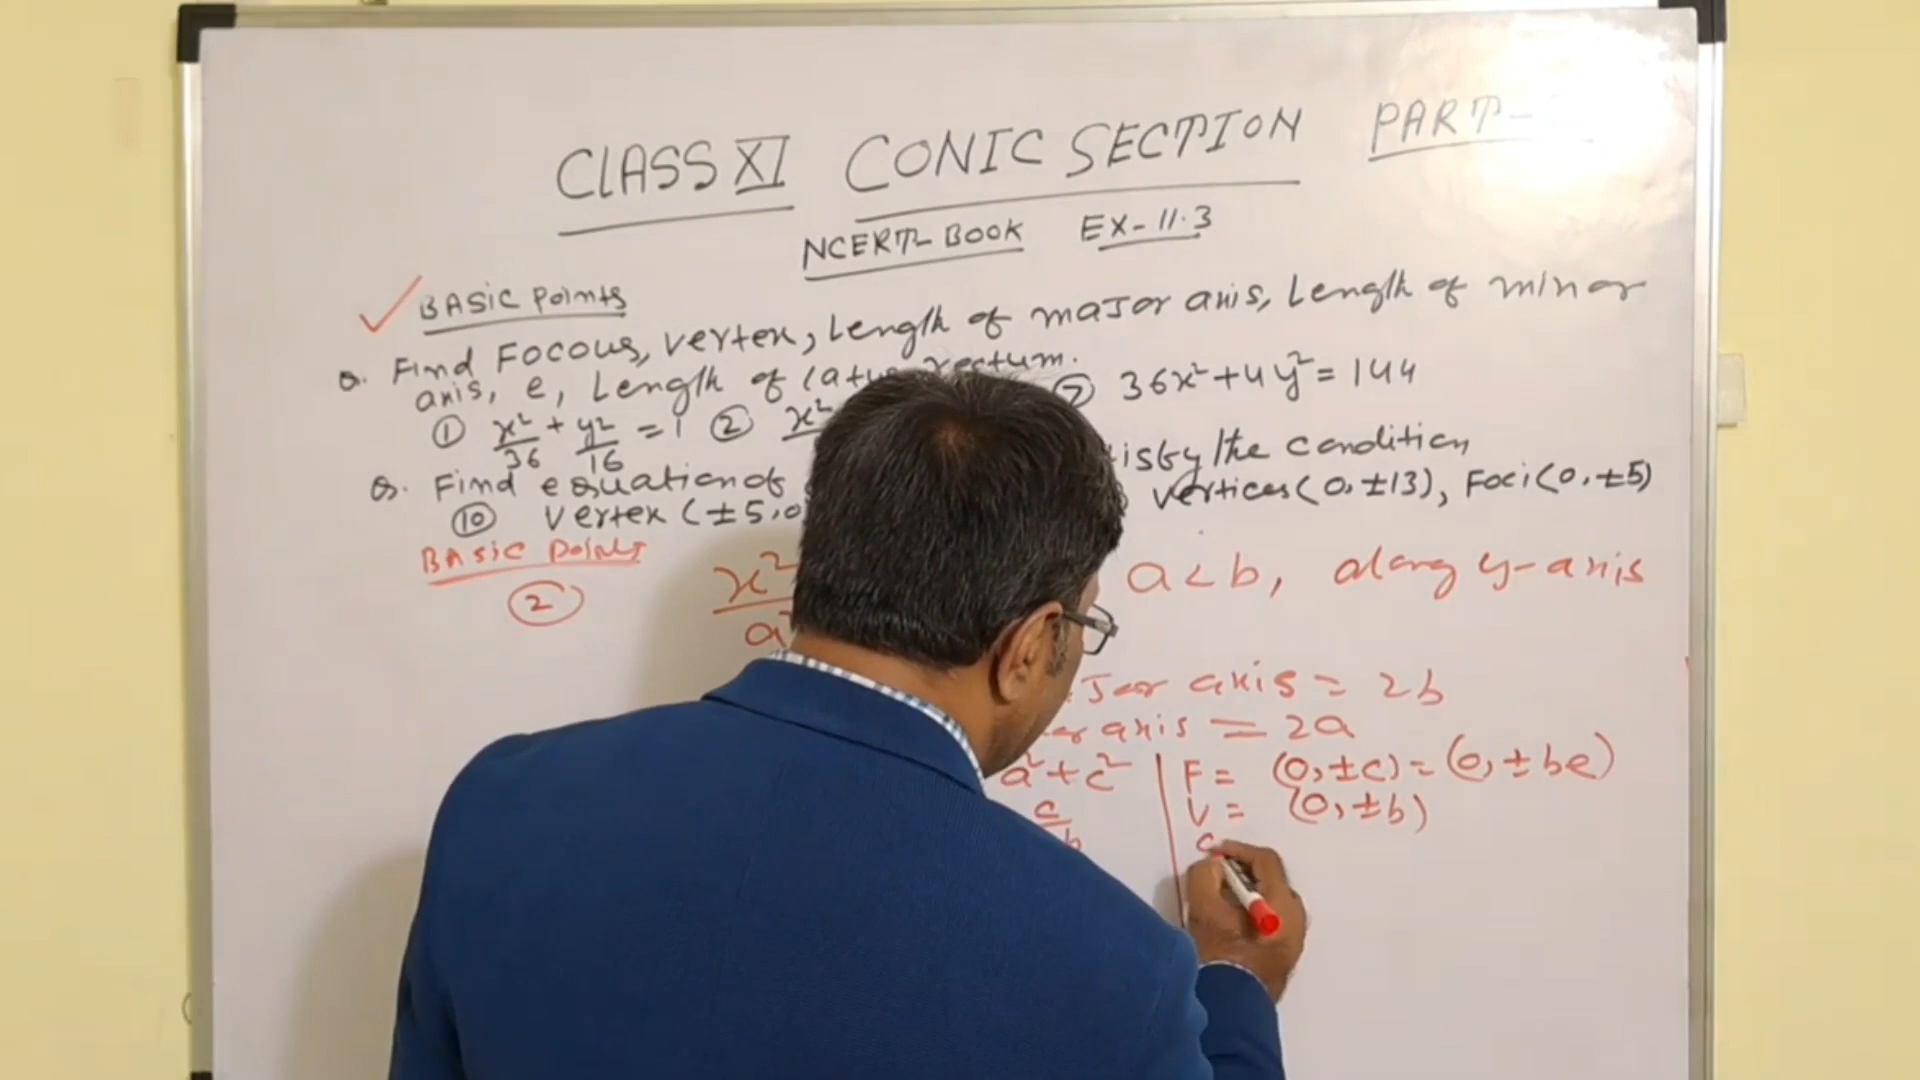 CLASS XI CONIC SECTION PART-
NCERT-BOOK EX-11.3
BASIC Points
Q. Find Focous, vertex, Length of major axis, Length of minor
axis, e, Length of latus rectum.
① x²/36 + y²/16 = 1 ② x² ⑦ 36x²+4y²=144
Q. Find equation of the condition
⑩ Vertex (±5,0 vertices (0,±13), Foci (0,±5)
BASIC Points
② x² a<b, along y-axis
axis = 2b
axis = 2a
a²+c² F = (0,±c) = (0,±be)
c V = (0,±b)
b